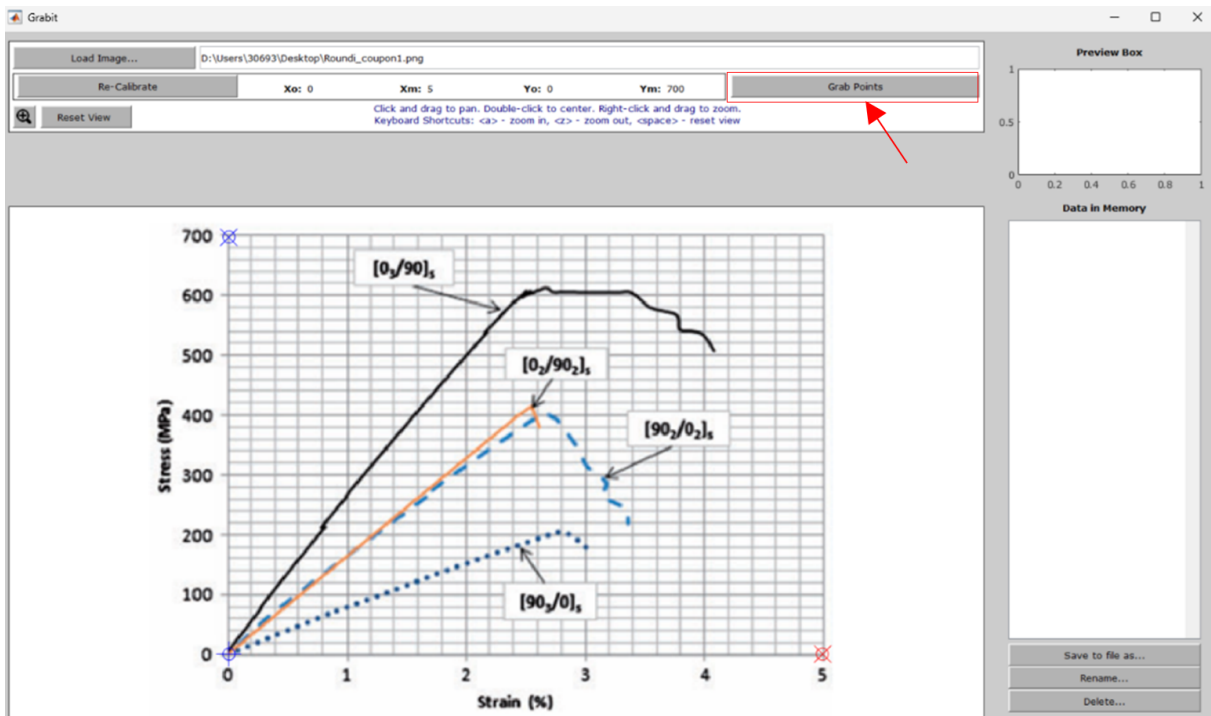 Grabit
Load Image...
D:\Users\30693\Desktop\Roundi_coupon1.png
Re-Calibrate
Xo: 0
Xm: 5
Yo: 0
Ym: 700
Grab Points
Reset View
Click and drag to pan. Double-click to center. Right-click and drag to zoom.
Keyboard Shortcuts: <a> - zoom in, <z> - zoom out, <space> - reset view
Preview Box
1
0.5
0
0 0.2 0.4 0.6 0.8 1
Data in Memory
700
600
500
400
300
200
100
0
Stress (MPa)
[0₃/90]ₛ
[0₂/90₂]ₛ
[90₂/0₂]ₛ
[90₃/0]ₛ
0 1 2 3 4 5
Strain (%)
Save to file as...
Rename...
Delete...